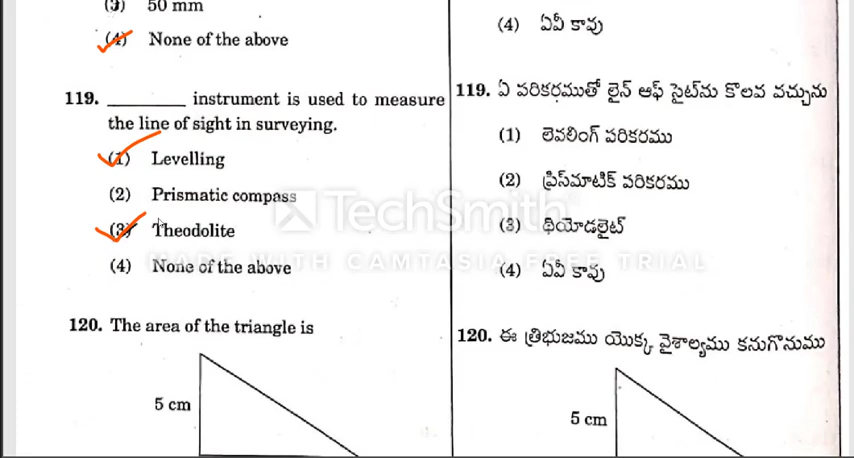 (3) 50 mm
(4) None of the above
119. ________ instrument is used to measure
the line of sight in surveying.
(1) Levelling
(2) Prismatic compass
(3) Theodolite
(4) None of the above
120. The area of the triangle is
5 cm
(4) ఏవీ కావు
119. ఏ పరికరముతో లైన్ ఆఫ్ సైట్‌ను కొలవ వచ్చును
(1) లెవలింగ్ పరికరము
(2) ప్రిస్‌మాటిక్ పరికరము
(3) థియోడలైట్
(4) ఏవీ కావు
120. ఈ త్రిభుజము యొక్క వైశాల్యము కనుగొనుము
5 cm
TechSmith
MADE WITH CAMTASIA FREE TRIAL